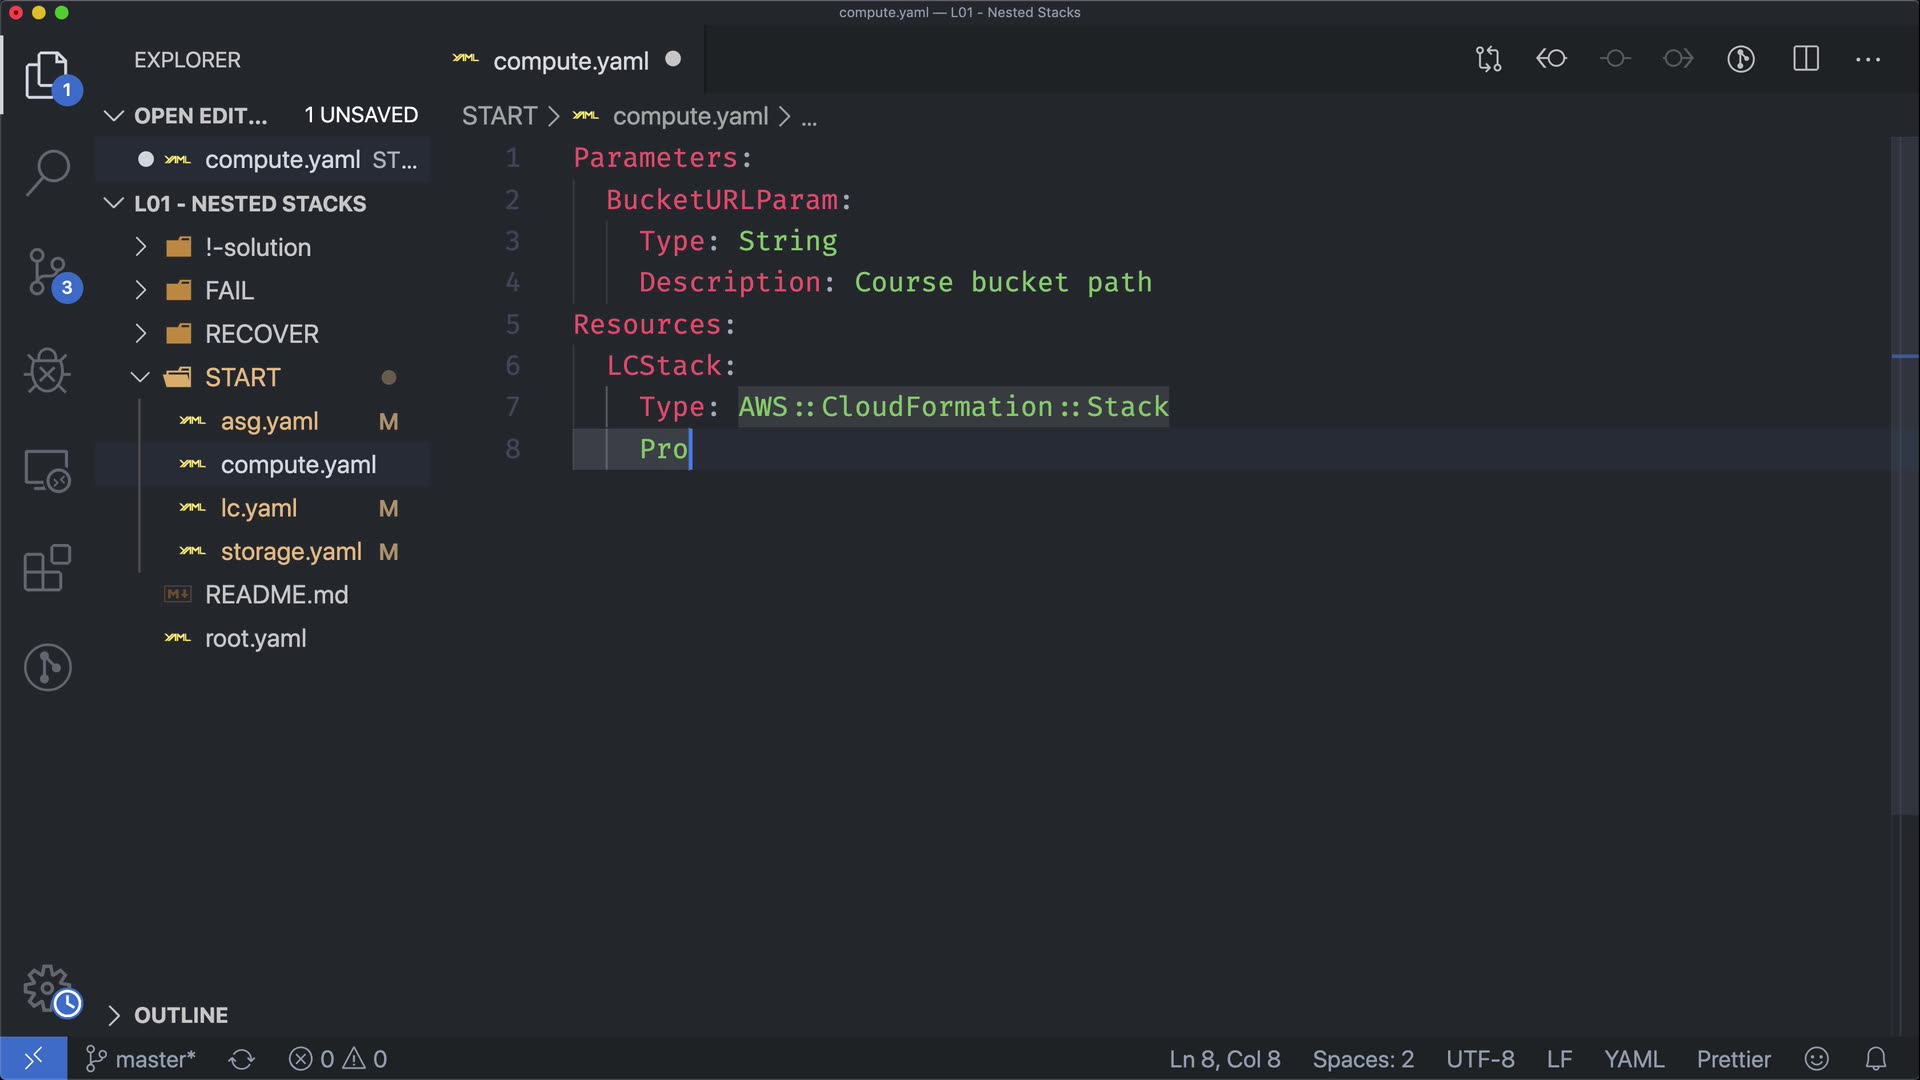 compute.yaml — L01 - Nested Stacks
EXPLORER
compute.yaml
1
OPEN EDIT... 1 UNSAVED
START > compute.yaml > ...
compute.yaml ST...
L01 - NESTED STACKS
!-solution
FAIL
3
RECOVER
START
asg.yaml M
compute.yaml
lc.yaml M
storage.yaml M
README.md
root.yaml
OUTLINE
1 Parameters:
2 BucketURLParam:
3 Type: String
4 Description: Course bucket path
5 Resources:
6 LCStack:
7 Type: AWS::CloudFormation::Stack
8 Pro
master* 0 0 Ln 8, Col 8 Spaces: 2 UTF-8 LF YAML Prettier